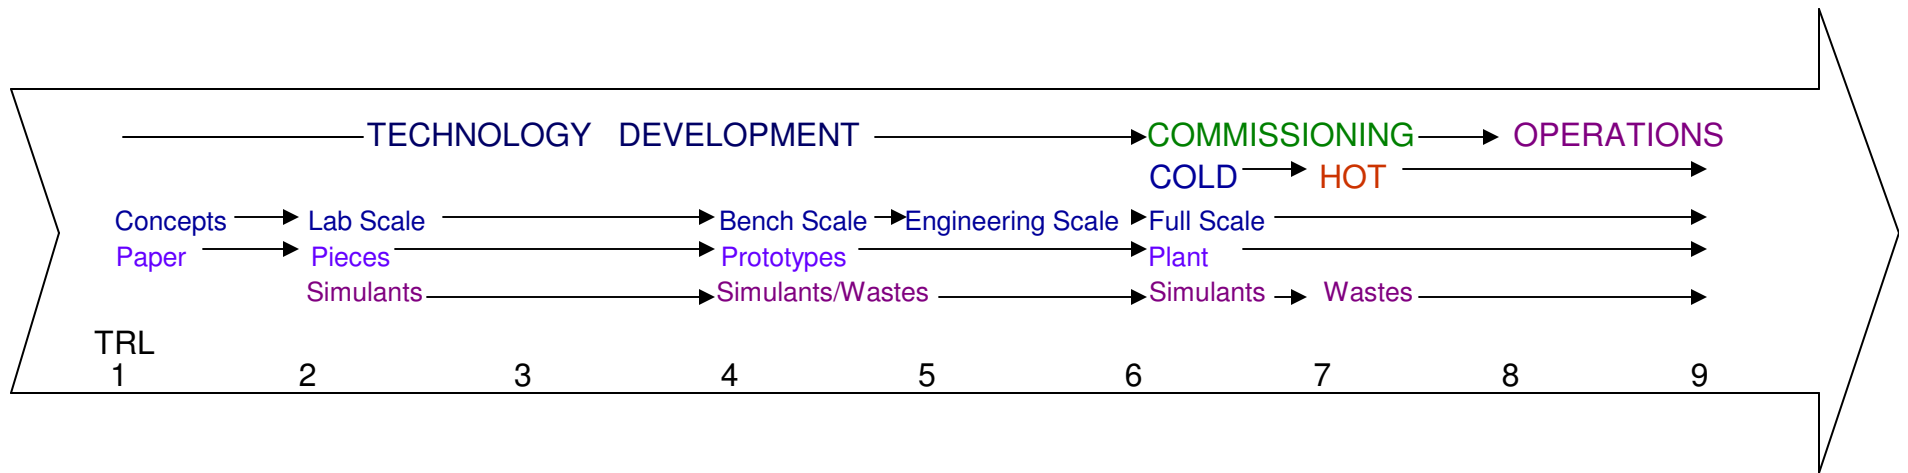 TECHNOLOGY DEVELOPMENT COMMISSIONING OPERATIONS
COLD HOT
Concepts Lab Scale Bench Scale Engineering Scale Full Scale
Paper Pieces Prototypes Plant
Simulants Simulants/Wastes Simulants Wastes
TRL
1 2 3 4 5 6 7 8 9